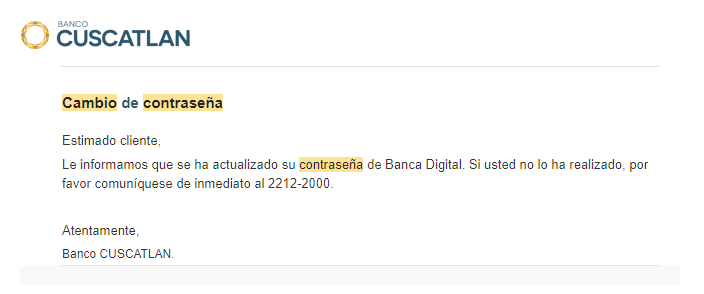 BANCO
CUSCATLAN
Cambio de contraseña
Estimado cliente,
Le informamos que se ha actualizado su contraseña de Banca Digital. Si usted no lo ha realizado, por
favor comuníquese de inmediato al 2212-2000.
Atentamente,
Banco CUSCATLAN.